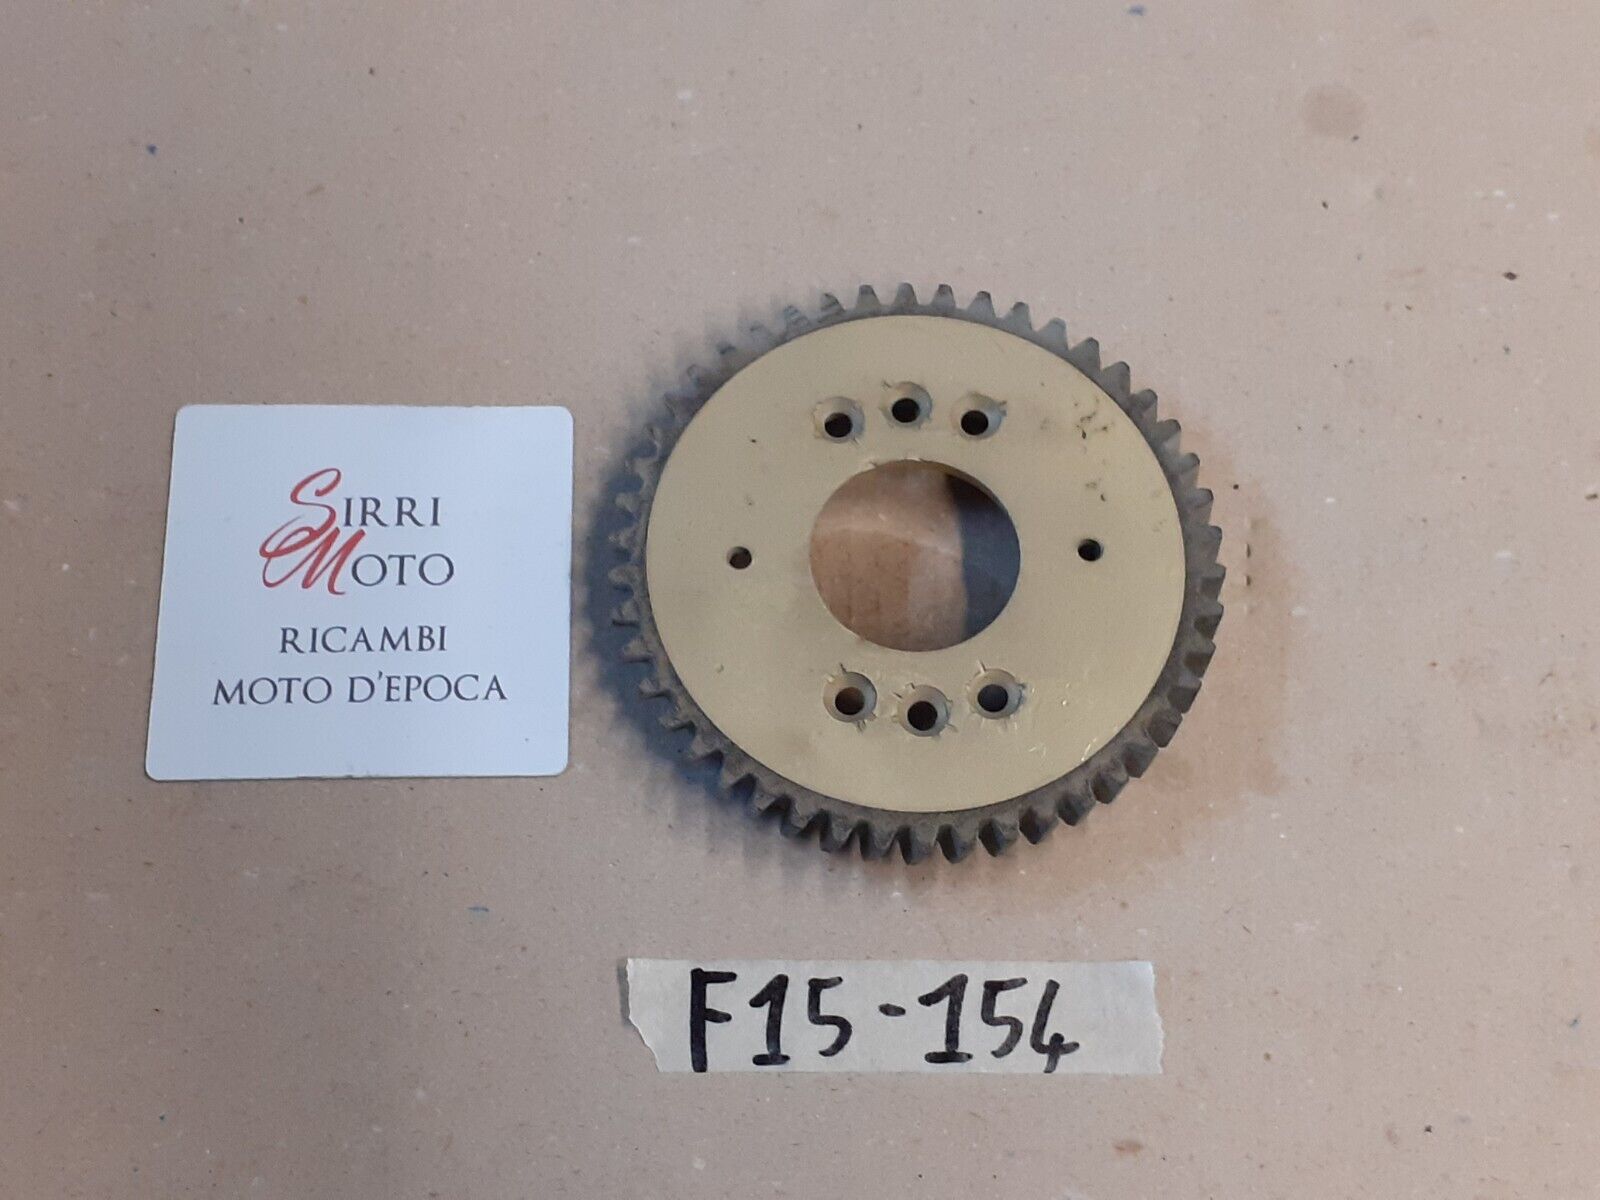 SIRRI
MOTO
RICAMBI
MOTO D'EPOCA
F15-154